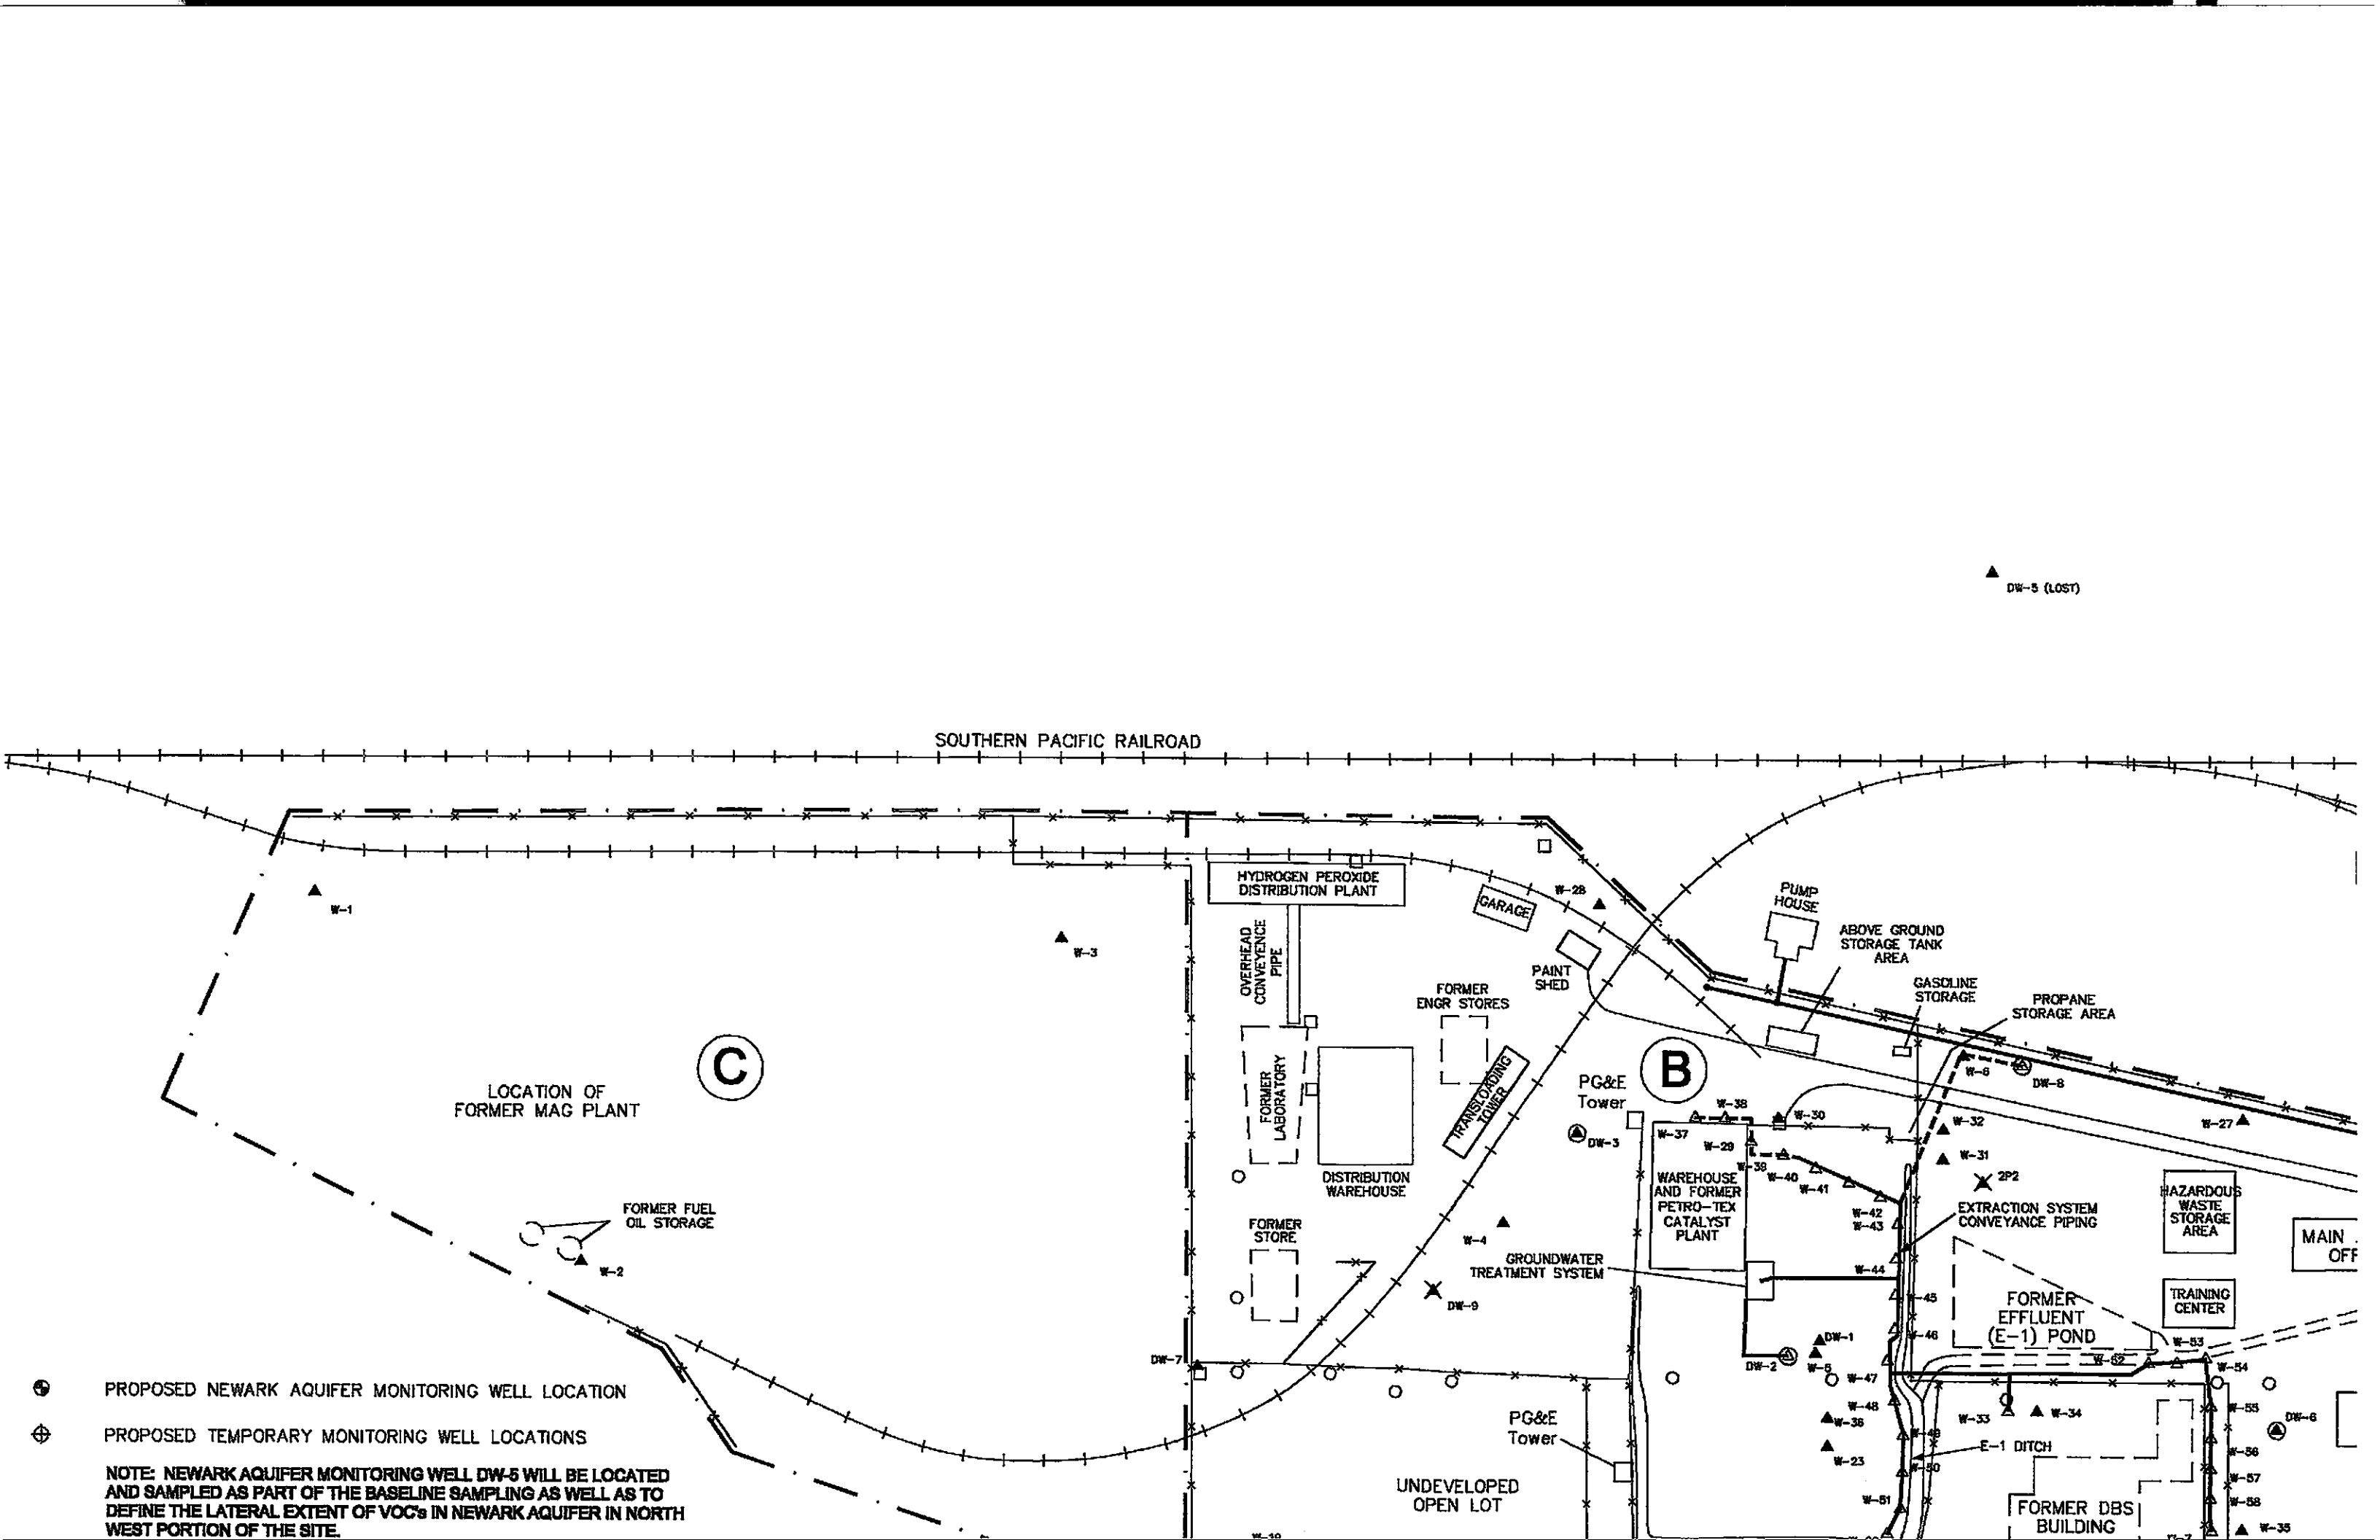 DW-5 (LOST)
SOUTHERN PACIFIC RAILROAD
W-1
W-3
HYDROGEN PEROXIDE
DISTRIBUTION PLANT
GARAGE
W-28
PUMP
HOUSE
ABOVE GROUND
STORAGE TANK
AREA
OVERHEAD
CONVEYENCE
PIPE
PAINT
SHED
FORMER
ENGR STORES
GASOLINE
STORAGE
PROPANE
STORAGE AREA
C
B
LOCATION OF
FORMER MAG PLANT
FORMER
LABORATORY
TRANSLOADING
TOWER
PG&E
Tower
W-6
DW-8
W-38
W-30
W-32
W-27
DW-3
W-37
W-29
W-39
W-40
W-41
W-31
2P2
DISTRIBUTION
WAREHOUSE
WAREHOUSE
AND FORMER
PETRO-TEX
CATALYST
PLANT
HAZARDOUS
WASTE
STORAGE
AREA
FORMER FUEL
OIL STORAGE
FORMER
STORE
W-42
W-43
EXTRACTION SYSTEM
CONVEYANCE PIPING
MAIN
OFF
W-2
W-4
GROUNDWATER
TREATMENT SYSTEM
W-44
W-45
DW-9
FORMER
EFFLUENT
(E-1) POND
TRAINING
CENTER
DW-1
W-46
DW-7
DW-2
W-5
W-47
W-52
W-53
W-54
PROPOSED NEWARK AQUIFER MONITORING WELL LOCATION
W-48
W-36
W-33
W-34
W-55
DW-6
PROPOSED TEMPORARY MONITORING WELL LOCATIONS
PG&E
Tower
W-49
E-1 DITCH
W-56
W-23
W-50
W-57
NOTE: NEWARK AQUIFER MONITORING WELL DW-5 WILL BE LOCATED
AND SAMPLED AS PART OF THE BASELINE SAMPLING AS WELL AS TO
DEFINE THE LATERAL EXTENT OF VOC's IN NEWARK AQUIFER IN NORTH
WEST PORTION OF THE SITE.
UNDEVELOPED
OPEN LOT
W-51
W-58
FORMER DBS
BUILDING
W-35